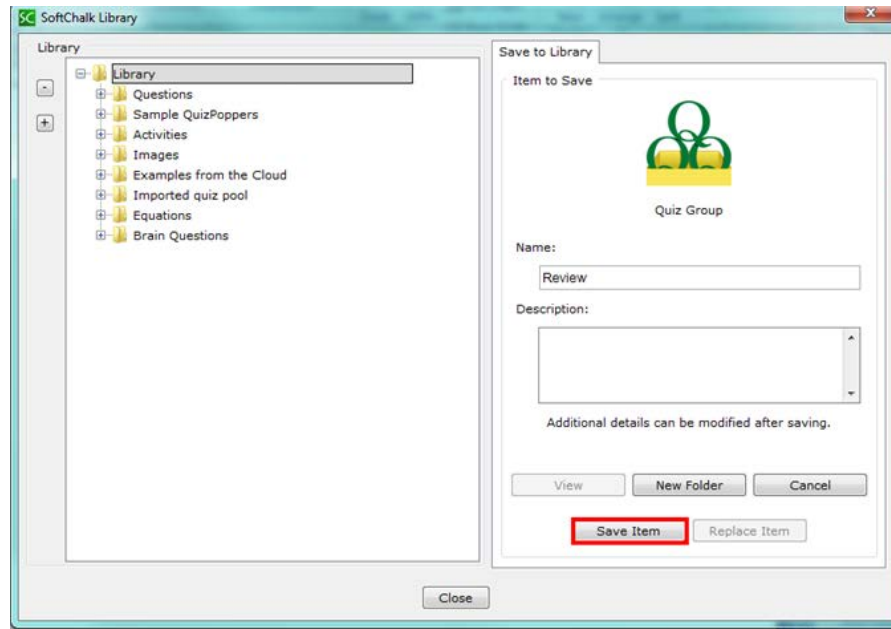 SC SoftChalk Library
Library
Library
Questions
Sample QuizPoppers
Activities
Images
Examples from the Cloud
Imported quiz pool
Equations
Brain Questions
Save to Library
Item to Save
Quiz Group
Name:
Review
Description:
Additional details can be modified after saving.
View New Folder Cancel
Save Item Replace Item
Close